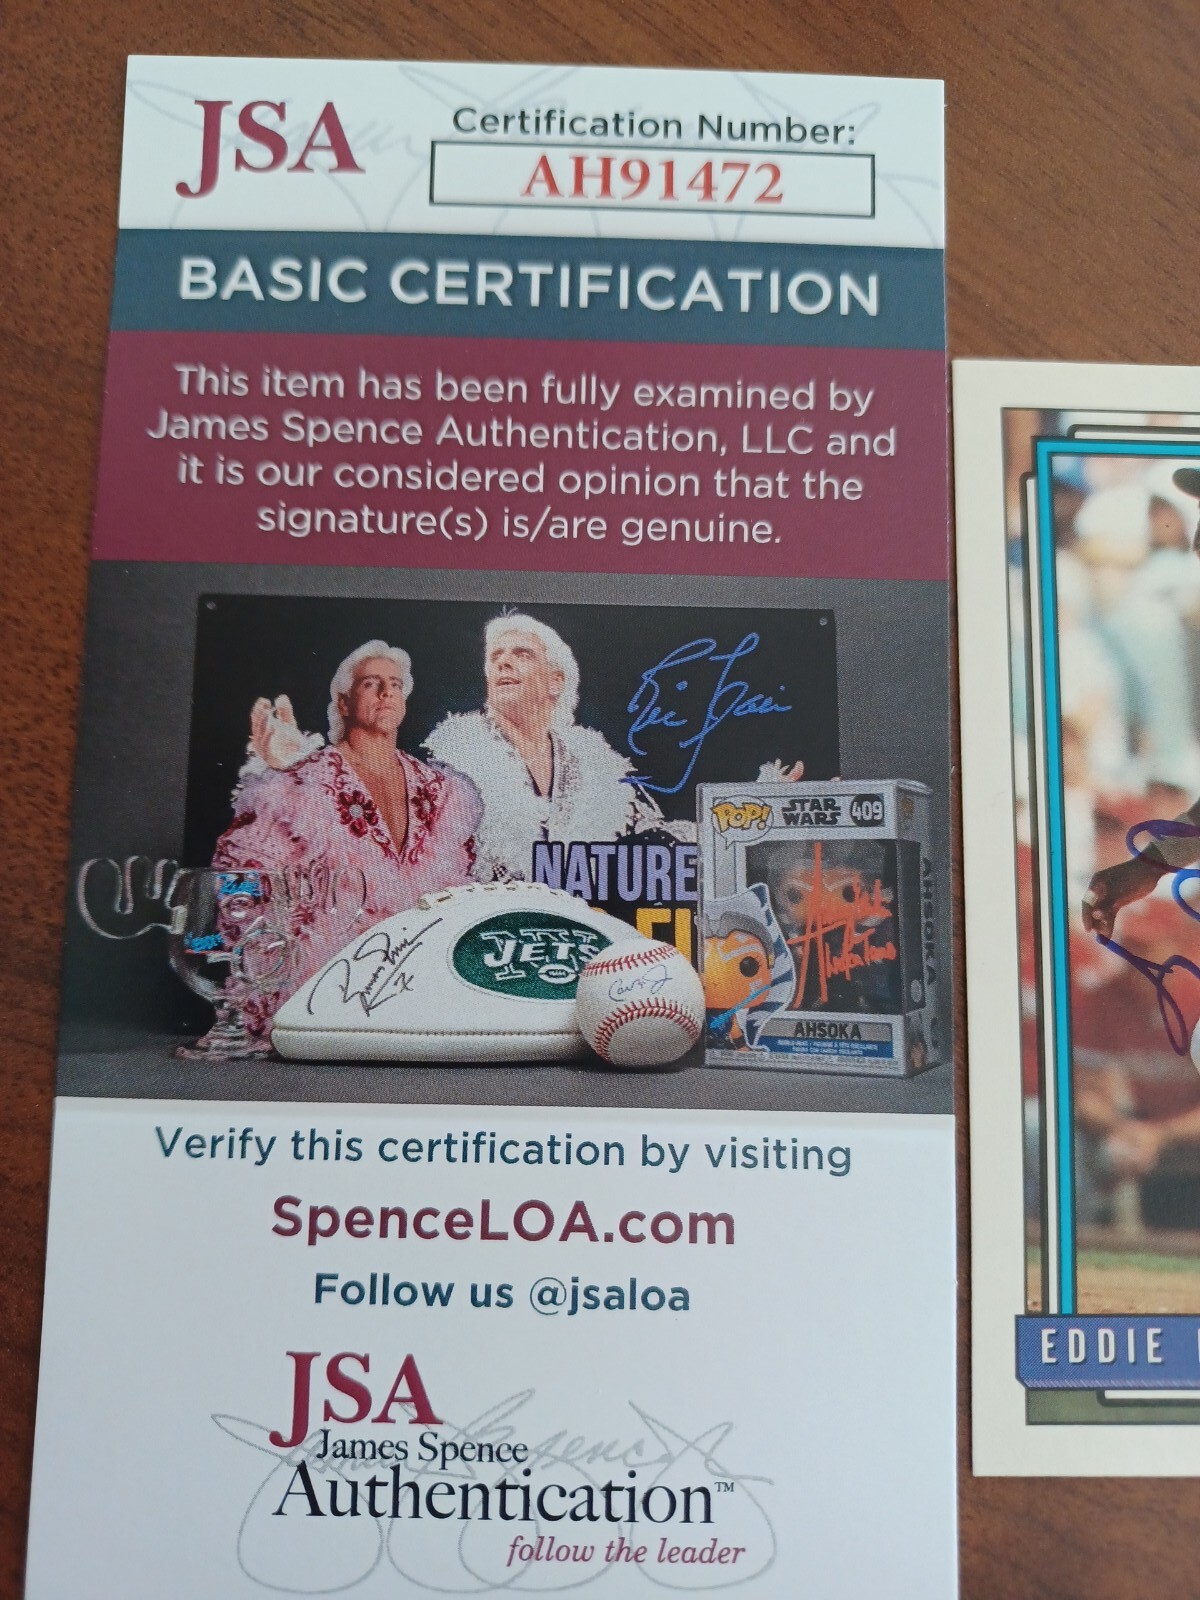 JSA
Certification Number:
AH91472
BASIC CERTIFICATION
This item has been fully examined by
James Spence Authentication, LLC and
it is our considered opinion that the
signature(s) is/are genuine.
Ric Flair
POP!
STAR
WARS
409
NATURE
JETS
AHSOKA
AHSOKA
Verify this certification by visiting
SpenceLOA.com
Follow us @jsaloa
JSA
James Spence
Authentication™
follow the leader
EDDIE